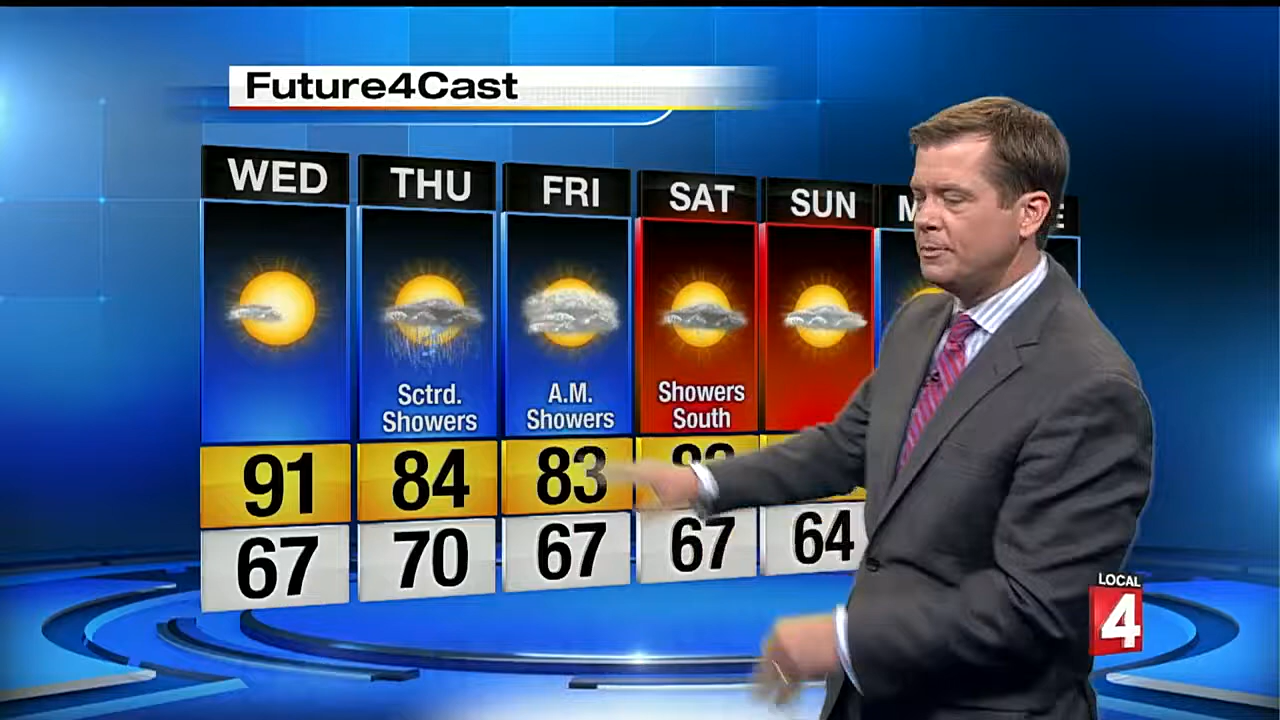 Future4Cast
WED THU FRI SAT SUN
Sctrd.
Showers
A.M.
Showers
Showers
South
91 84 83
67 70 67 67 64
LOCAL
4